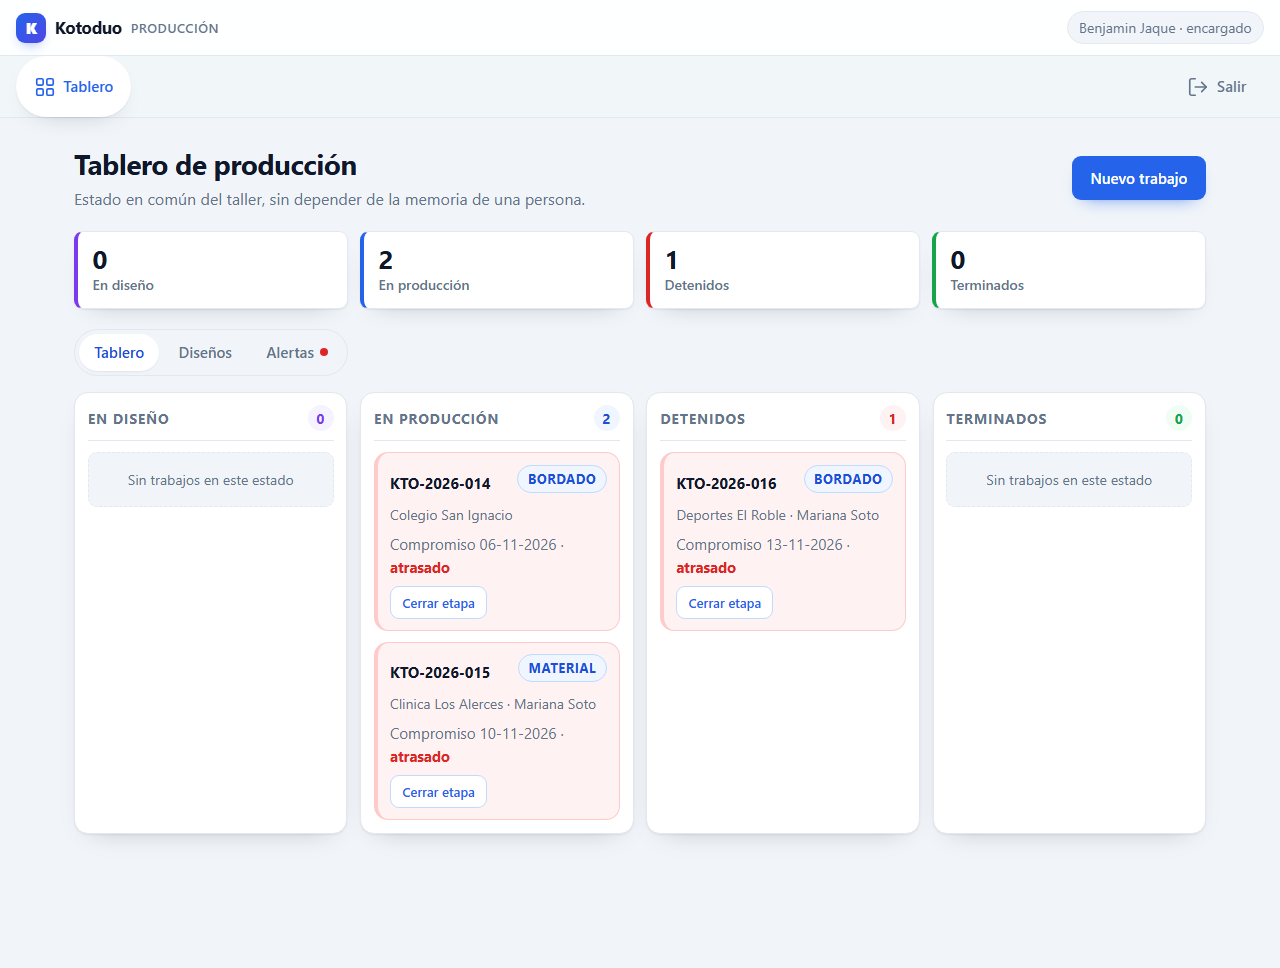 K Kotoduo PRODUCCIÓN
Benjamin Jaque · encargado
Tablero
Salir
Tablero de producción
Estado en común del taller, sin depender de la memoria de una persona.
Nuevo trabajo
0
En diseño
2
En producción
1
Detenidos
0
Terminados
Tablero
Diseños
Alertas
EN DISEÑO 0
Sin trabajos en este estado
EN PRODUCCIÓN 2
KTO-2026-014 BORDADO
Colegio San Ignacio
Compromiso 06-11-2026 ·
atrasado
Cerrar etapa
KTO-2026-015 MATERIAL
Clinica Los Alerces · Mariana Soto
Compromiso 10-11-2026 ·
atrasado
Cerrar etapa
DETENIDOS 1
KTO-2026-016 BORDADO
Deportes El Roble · Mariana Soto
Compromiso 13-11-2026 ·
atrasado
Cerrar etapa
TERMINADOS 0
Sin trabajos en este estado